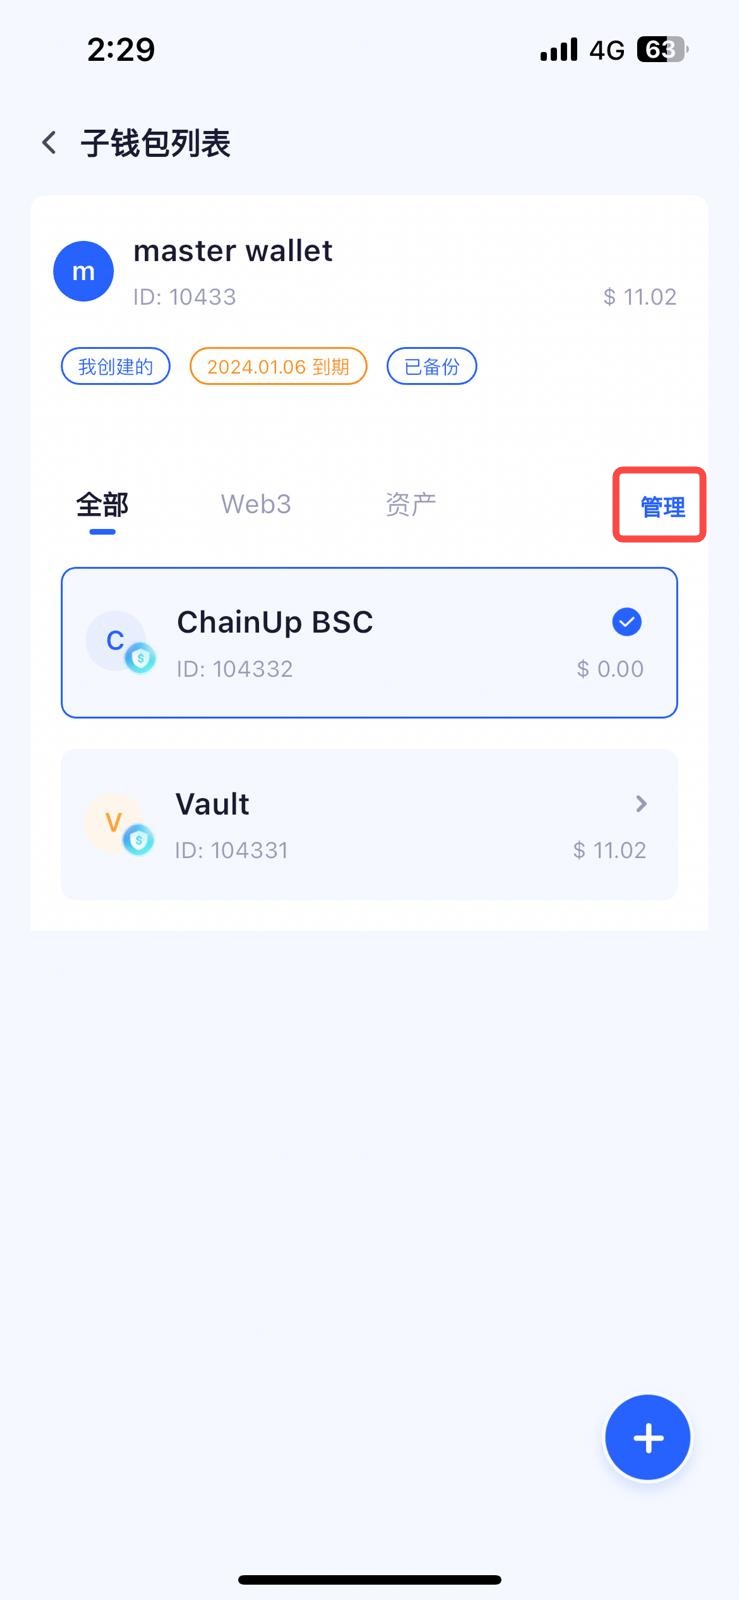 2:29 4G 63
子钱包列表
m
master wallet
ID: 10433 $ 11.02
我创建的 2024.01.06 到期 已备份
全部 Web3 资产 管理
C
ChainUp BSC
ID: 104332 $ 0.00
V
Vault
ID: 104331 $ 11.02